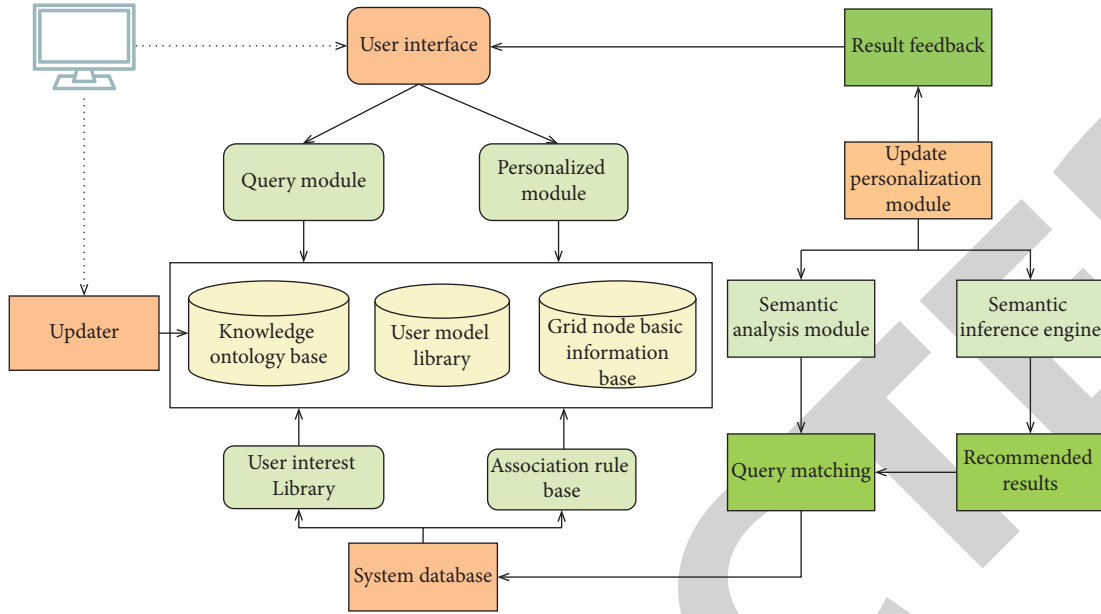 User interface
Result feedback
Query module
Personalized
module
Update
personalization
module
Updater
Knowledge
ontology base
User model
library
Grid node basic
information
base
Semantic
analysis module
Semantic
inference engine
User interest
Library
Association rule
base
Query matching
Recommended
results
System database
CTE